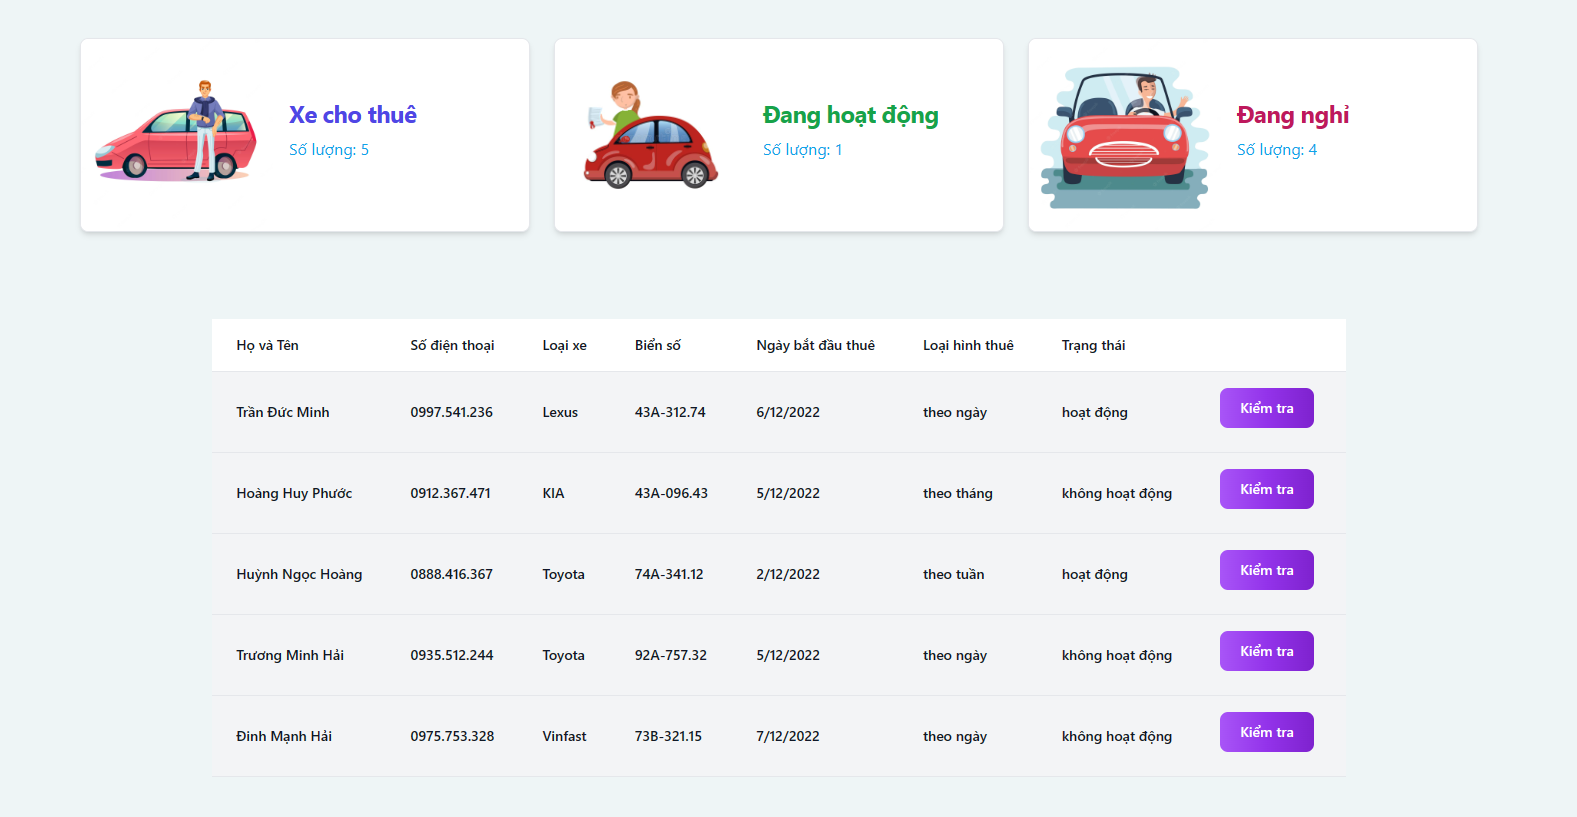 Xe cho thuê
Số lượng: 5
Đang hoạt động
Số lượng: 1
Đang nghỉ
Số lượng: 4
Họ và Tên Số điện thoại Loại xe Biển số Ngày bắt đầu thuê Loại hình thuê Trạng thái
Trần Đức Minh 0997.541.236 Lexus 43A-312.74 6/12/2022 theo ngày hoạt động Kiểm tra
Hoàng Huy Phước 0912.367.471 KIA 43A-096.43 5/12/2022 theo tháng không hoạt động Kiểm tra
Huỳnh Ngọc Hoàng 0888.416.367 Toyota 74A-341.12 2/12/2022 theo tuần hoạt động Kiểm tra
Trương Minh Hải 0935.512.244 Toyota 92A-757.32 5/12/2022 theo ngày không hoạt động Kiểm tra
Đinh Mạnh Hải 0975.753.328 Vinfast 73B-321.15 7/12/2022 theo ngày không hoạt động Kiểm tra